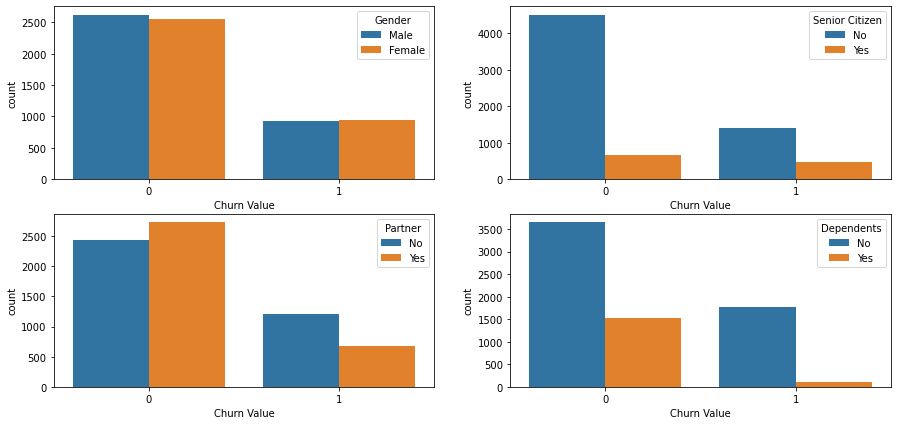 Gender
Male
Female
2500
2000
1500
1000
500
0
count
0
1
Churn Value
Senior Citizen
No
Yes
4000
3000
2000
1000
0
count
0
1
Churn Value
Partner
No
Yes
2500
2000
1500
1000
500
0
count
0
1
Churn Value
Dependents
No
Yes
3500
3000
2500
2000
1500
1000
500
0
count
0
1
Churn Value